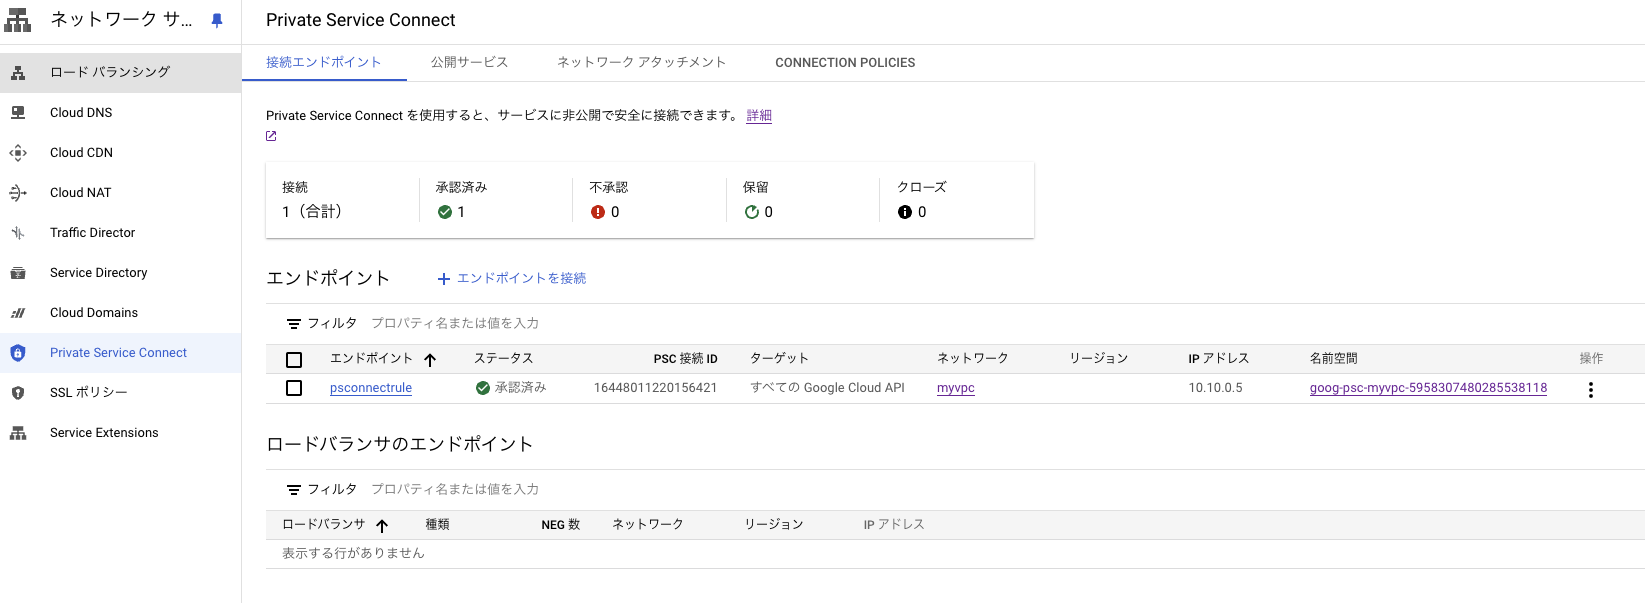 ネットワーク サ...
Private Service Connect
ロード バランシング
Cloud DNS
Cloud CDN
Cloud NAT
Traffic Director
Service Directory
Cloud Domains
Private Service Connect
SSL ポリシー
Service Extensions
接続エンドポイント 公開サービス ネットワーク アタッチメント CONNECTION POLICIES
Private Service Connect を使用すると、サービスに非公開で安全に接続できます。 詳細
接続 承認済み 不承認 保留 クローズ
1（合計） 1 0 0 0
エンドポイント + エンドポイントを接続
フィルタ プロパティ名または値を入力
エンドポイント ステータス PSC 接続 ID ターゲット ネットワーク リージョン IP アドレス 名前空間 操作
psconnectrule 承認済み 16448011220156421 すべての Google Cloud API myvpc 10.10.0.5 goog-psc-myvpc-5958307480285538118
ロードバランサのエンドポイント
フィルタ プロパティ名または値を入力
ロードバランサ 種類 NEG 数 ネットワーク リージョン IP アドレス
表示する行がありません